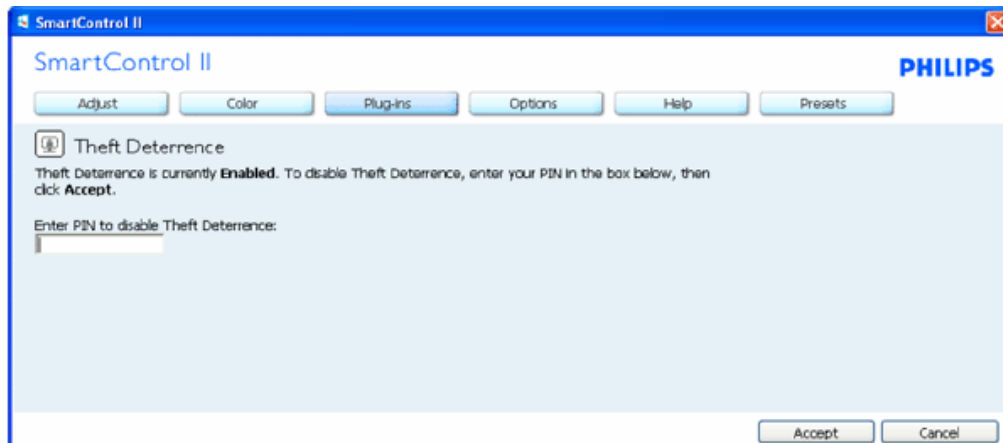 SmartControl II
SmartControl II
PHILIPS
Adjust Color Plug-ins Options Help Presets
Theft Deterrence
Theft Deterrence is currently Enabled. To disable Theft Deterrence, enter your PIN in the box below, then
click Accept.
Enter PIN to disable Theft Deterrence:
Accept Cancel